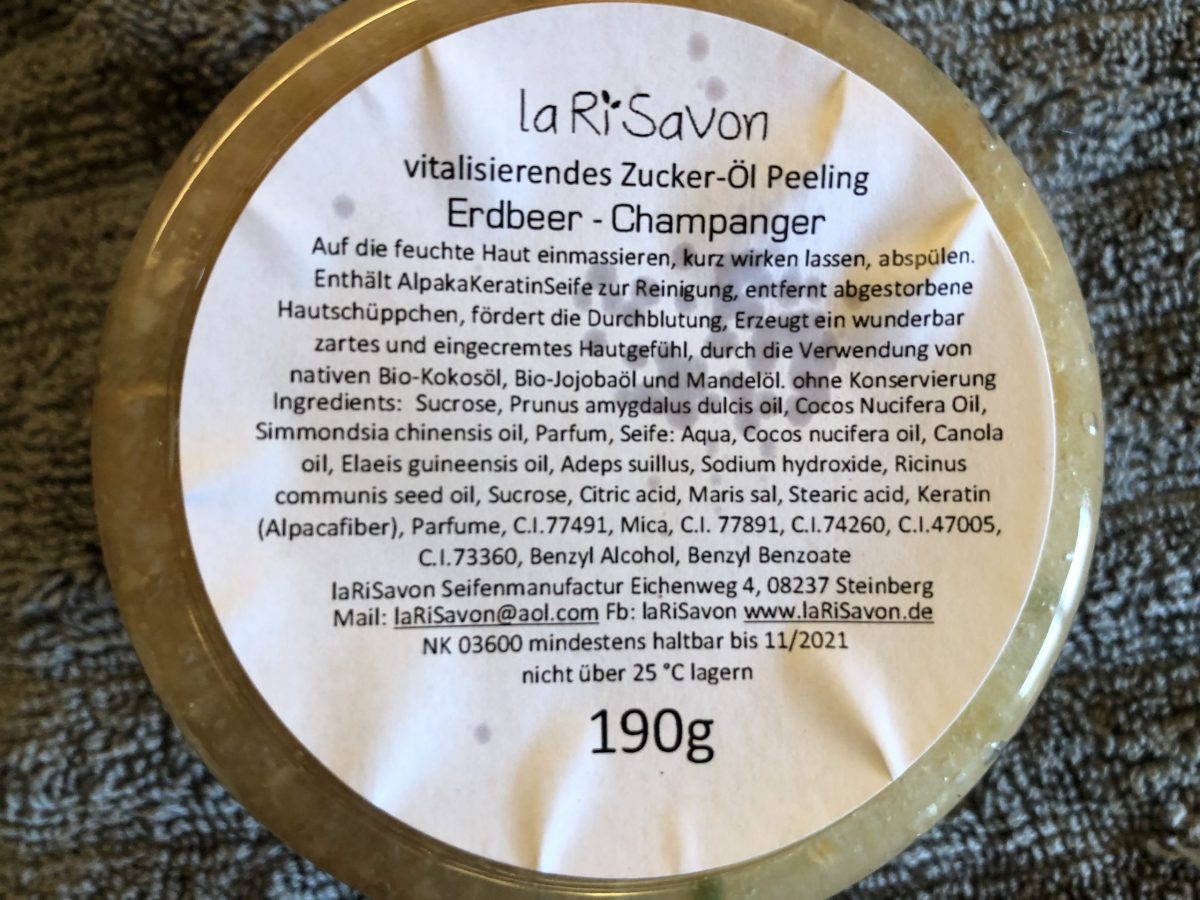 laRiSavon
vitalisierendes Zucker-Öl Peeling
Erdbeer - Champanger
Auf die feuchte Haut einmassieren, kurz wirken lassen, abspülen.
Enthält AlpakaKeratinSeife zur Reinigung, entfernt abgestorbene
Hautschüppchen, fördert die Durchblutung, Erzeugt ein wunderbar
zartes und eingecremtes Hautgefühl, durch die Verwendung von
nativen Bio-Kokosöl, Bio-Jojobaöl und Mandelöl. ohne Konservierung
Ingredients: Sucrose, Prunus amygdalus dulcis oil, Cocos Nucifera Oil,
Simmondsia chinensis oil, Parfum, Seife: Aqua, Cocos nucifera oil, Canola
oil, Elaeis guineensis oil, Adeps suillus, Sodium hydroxide, Ricinus
communis seed oil, Sucrose, Citric acid, Maris sal, Stearic acid, Keratin
(Alpacafiber), Parfume, C.I.77491, Mica, C.I. 77891, C.I.74260, C.I.47005,
C.I.73360, Benzyl Alcohol, Benzyl Benzoate
laRiSavon Seifenmanufactur Eichenweg 4, 08237 Steinberg
Mail: laRiSavon@aol.com Fb: laRiSavon www.laRiSavon.de
NK 03600 mindestens haltbar bis 11/2021
nicht über 25 °C lagern
190g